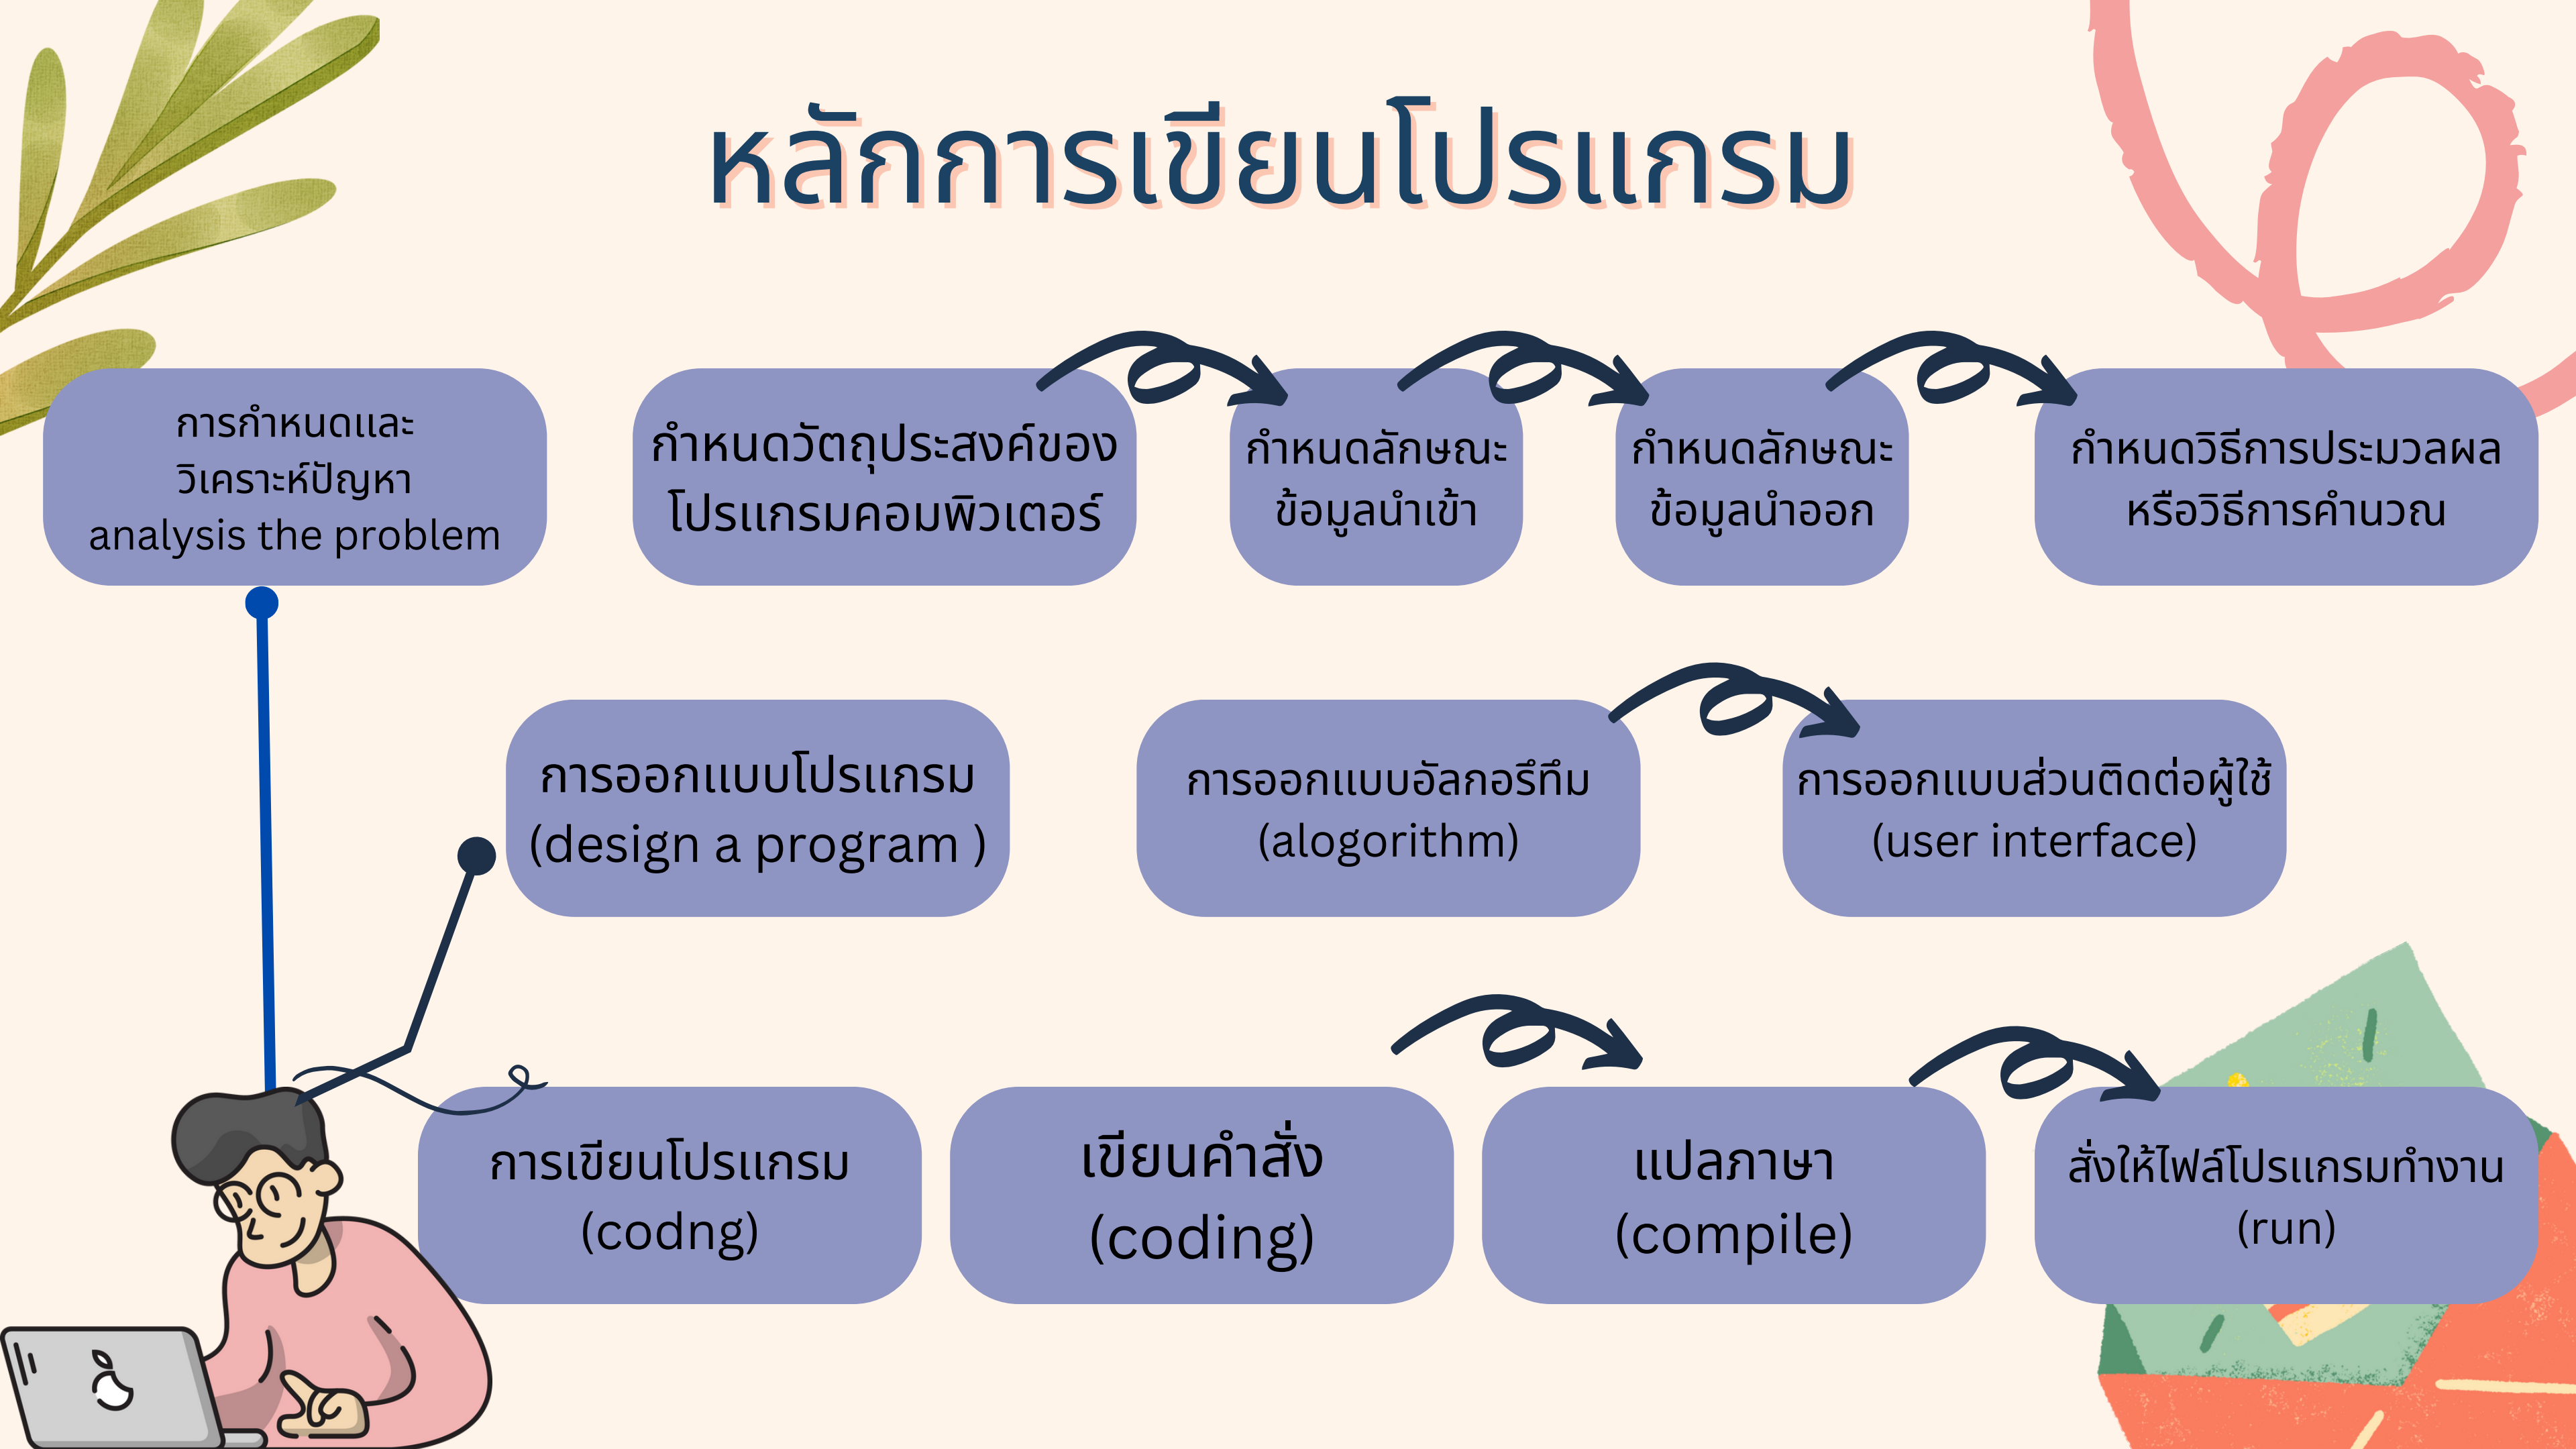 หลักการเขียนโปรแกรม
การกำหนดและ
วิเคราะห์ปัญหา
analysis the problem
กำหนดวัตถุประสงค์ของ
โปรแกรมคอมพิวเตอร์
กำหนดลักษณะ
ข้อมูลนำเข้า
กำหนดลักษณะ
ข้อมูลนำออก
กำหนดวิธีการประมวลผล
หรือวิธีการคำนวณ
การออกแบบโปรแกรม
(design a program )
การออกแบบอัลกอรึทึม
(alogorithm)
การออกแบบส่วนติดต่อผู้ใช้
(user interface)
การเขียนโปรแกรม
(codng)
เขียนคำสั่ง
(coding)
แปลภาษา
(compile)
สั่งให้ไฟล์โปรแกรมทำงาน
(run)